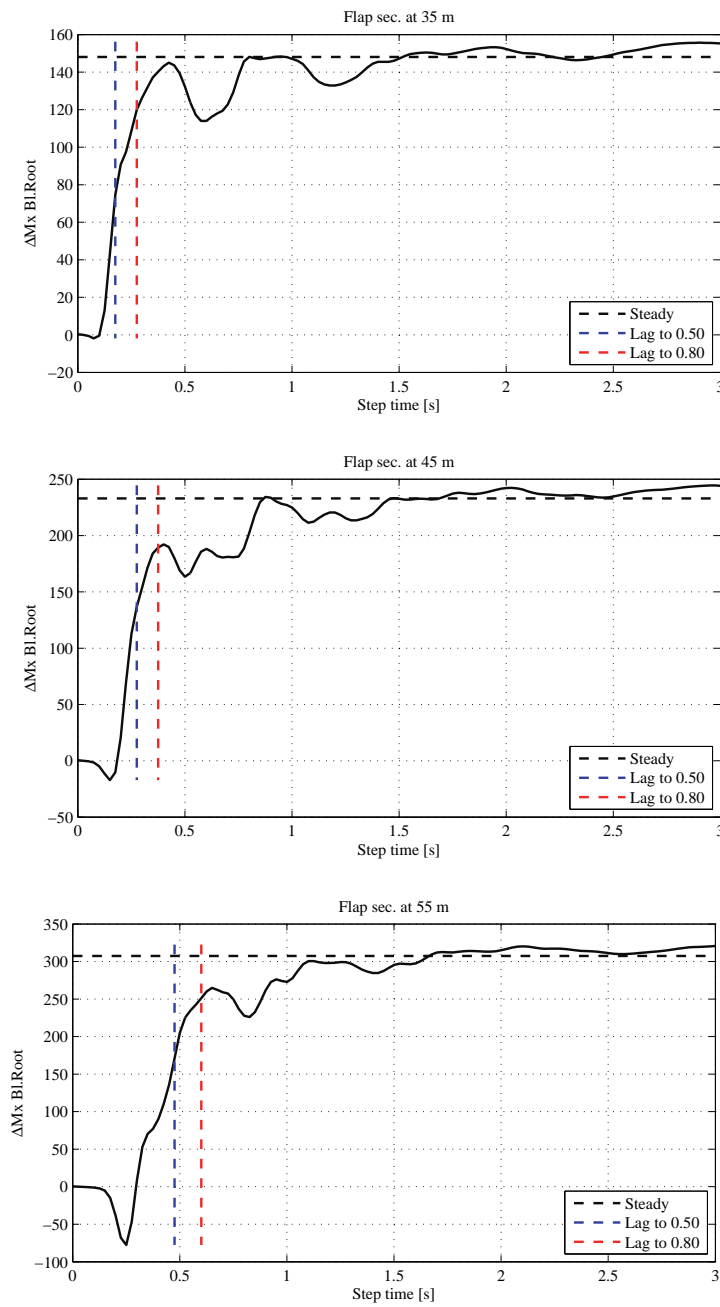 Flap sec. at 35 m
160
140
120
100
80
60
40
20
0
−20
ΔMx Bl.Root
0 0.5 1 1.5 2 2.5 3
Step time [s]
Steady
Lag to 0.50
Lag to 0.80
Flap sec. at 45 m
250
200
150
100
50
0
−50
ΔMx Bl.Root
0 0.5 1 1.5 2 2.5 3
Step time [s]
Steady
Lag to 0.50
Lag to 0.80
Flap sec. at 55 m
350
300
250
200
150
100
50
0
−50
−100
ΔMx Bl.Root
0 0.5 1 1.5 2 2.5 3
Step time [s]
Steady
Lag to 0.50
Lag to 0.80